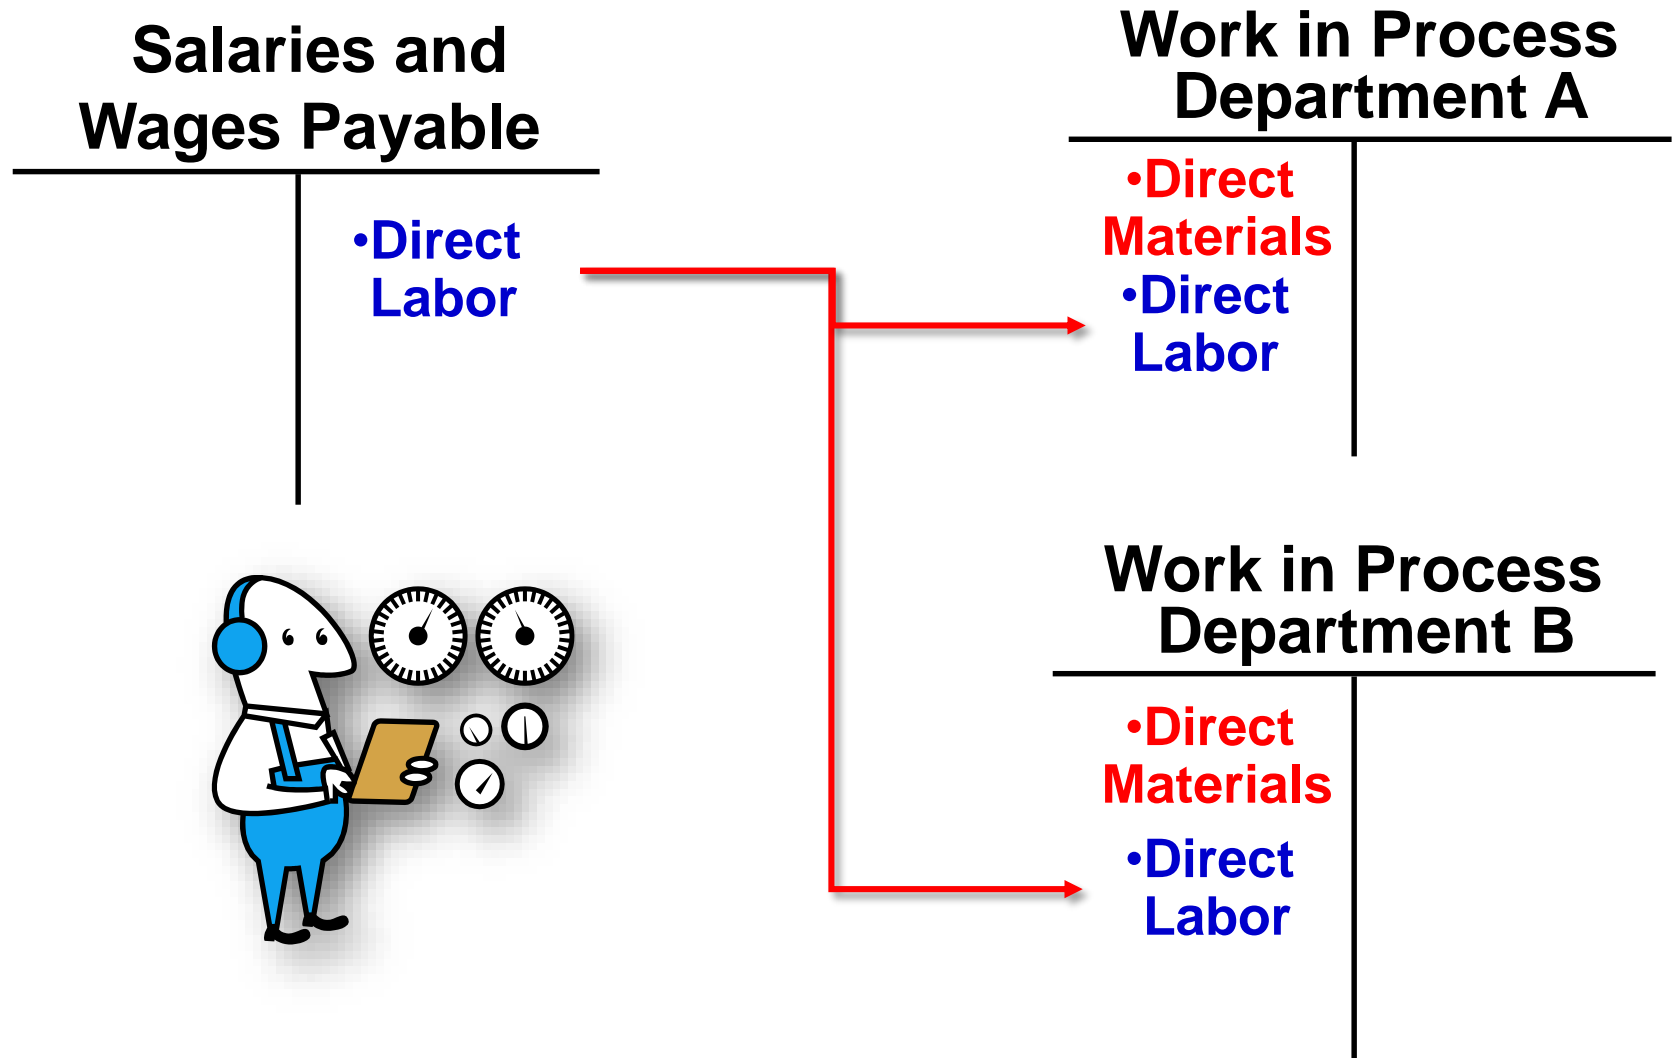 Salaries and
Wages Payable
•Direct
Labor
Work in Process
Department A
•Direct
Materials
•Direct
Labor
Work in Process
Department B
•Direct
Materials
•Direct
Labor